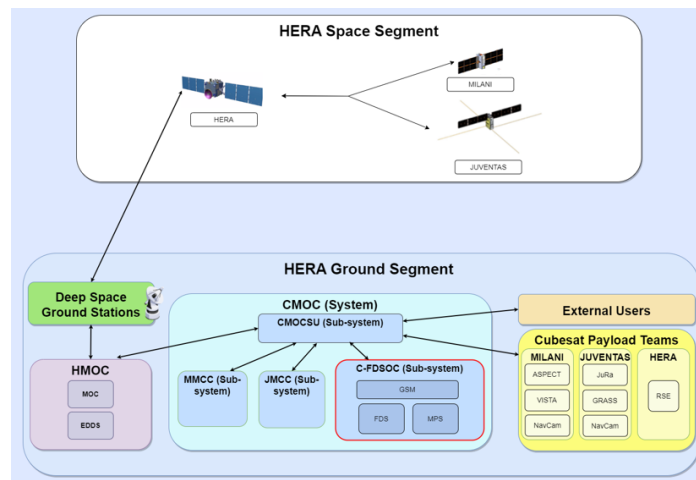 HERA Space Segment
HERA
MILANI
JUVENTAS
HERA Ground Segment
Deep Space
Ground Stations
HMOC
MOC
EDDS
CMOC (System)
CMOCSU (Sub-system)
MMCC (Sub-
system)
JMCC (Sub-
system)
C-FDSOC (Sub-system)
GSM
FDS
MPS
External Users
Cubesat Payload Teams
MILANI
ASPECT
VISTA
NavCam
JUVENTAS
JuRa
GRASS
NavCam
HERA
RSE